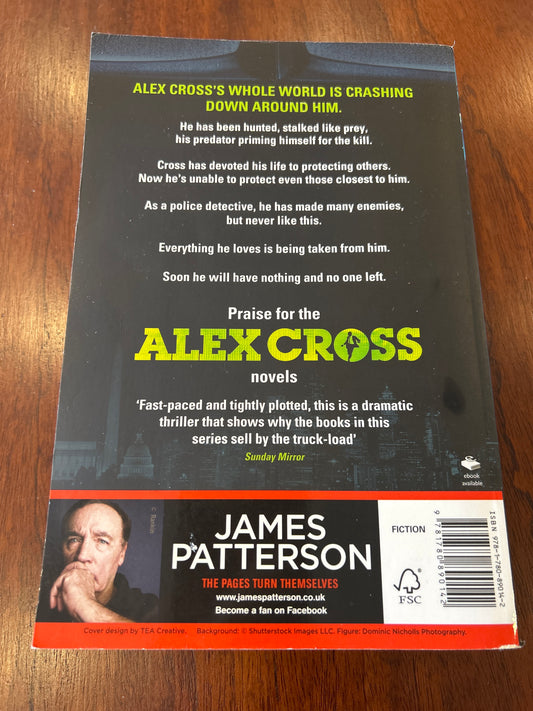 ALEX CROSS'S WHOLE WORLD IS CRASHING
DOWN AROUND HIM.
He has been hunted, stalked like prey,
his predator priming himself for the kill.
Cross has devoted his life to protecting others.
Now he's unable to protect even those closest to him.
As a police detective, he has made many enemies,
but never like this.
Everything he loves is being taken from him.
Soon he will have nothing and no one left.
Praise for the
ALEX CROSS
novels
'Fast-paced and tightly plotted, this is a dramatic
thriller that shows why the books in this
series sell by the truck-load'
Sunday Mirror
ebook
available
© Rankin
JAMES
PATTERSON
THE PAGES TURN THEMSELVES
www.jamespatterson.co.uk
Become a fan on Facebook
FICTION
FSC
ISBN 978-1-780-89014-2
9 781780 890142
Cover design by TEA Creative. Background: © Shutterstock Images LLC. Figure: Dominic Nicholls Photography.